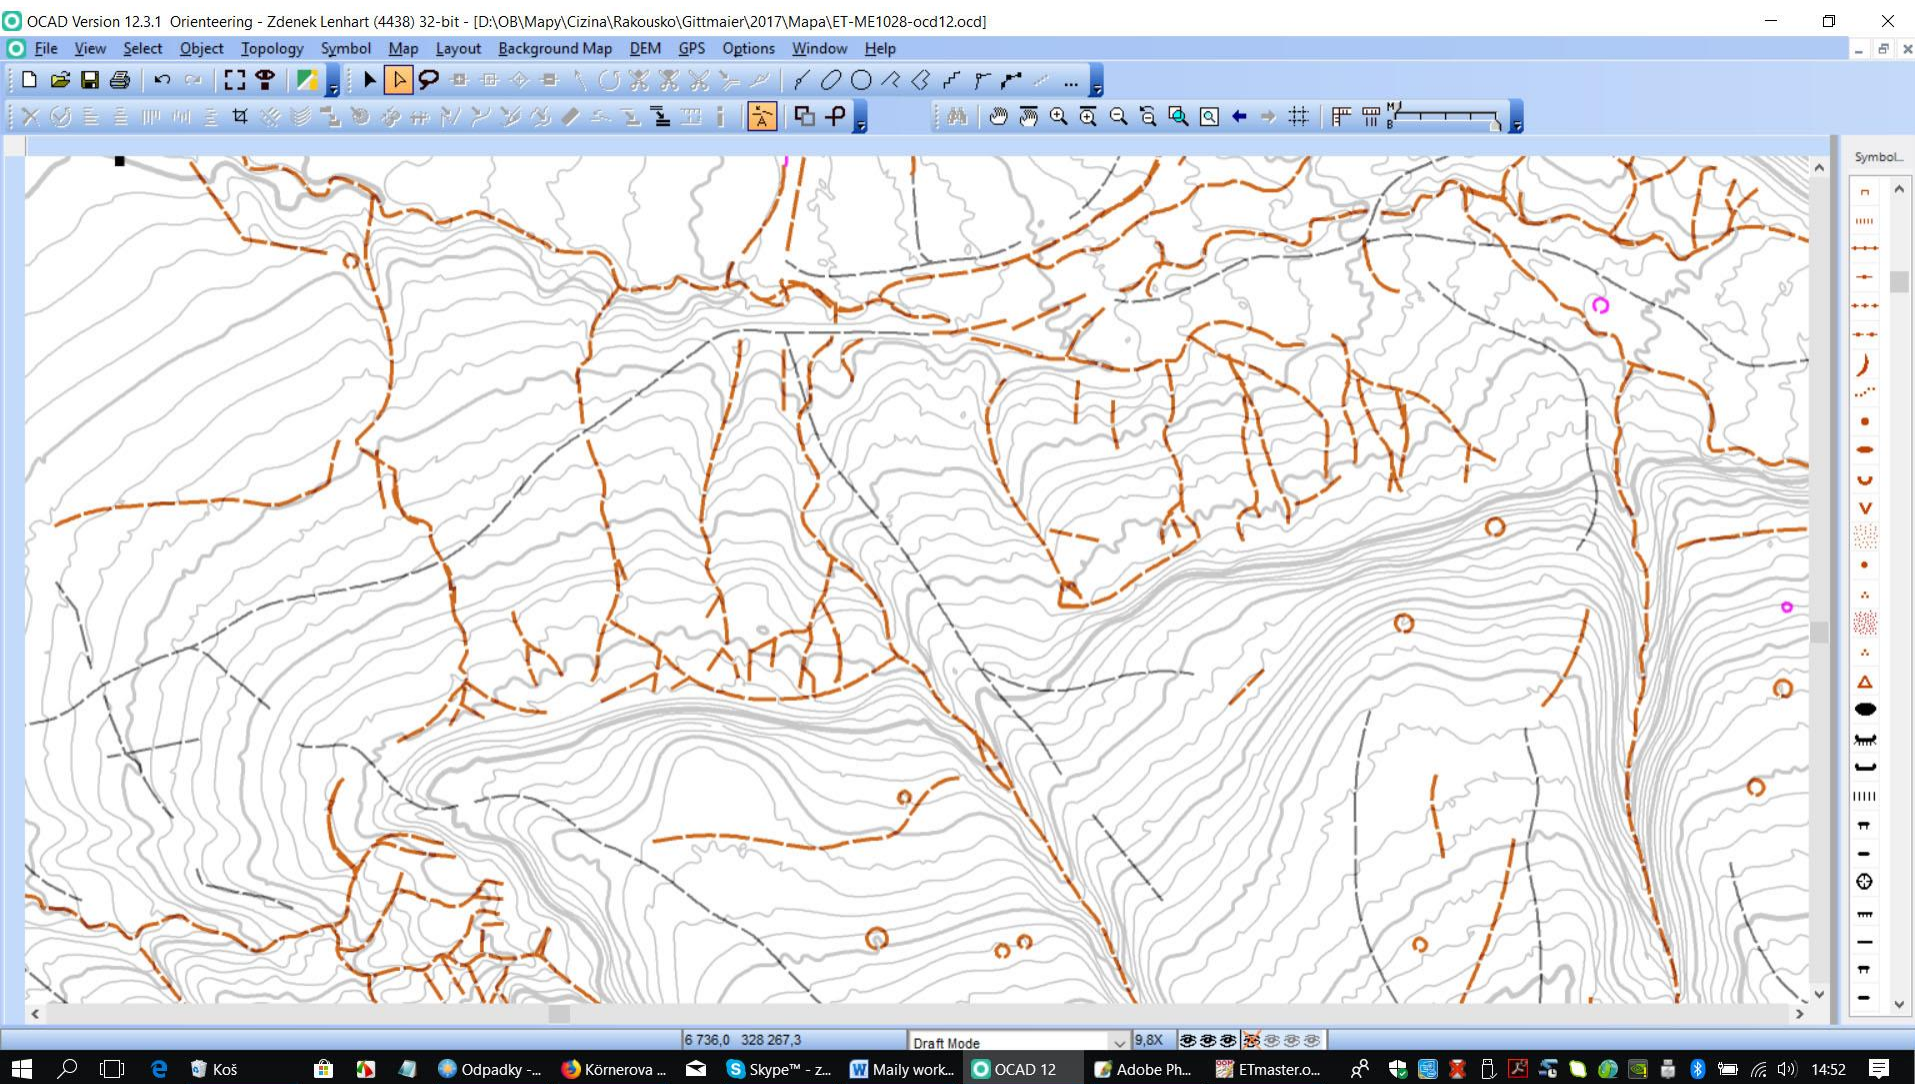 OCAD Version 12.3.1  Orienteering - Zdenek Lenhart (4438) 32-bit - [D:\OB\Mapy\Cizina\Rakousko\Gittmaier\2017\Mapa\ET-ME1028-ocd12.ocd]
File View Select Object Topology Symbol Map Layout Background Map DEM GPS Options Window Help
A M B
Symbol...
6 736,0 328 267,3 Draft Mode 9,8X
Koš Odpadky -... Körnerova ... Skype™ - z... Maily work... OCAD 12 Adobe Ph... ETmaster.o... 14:52